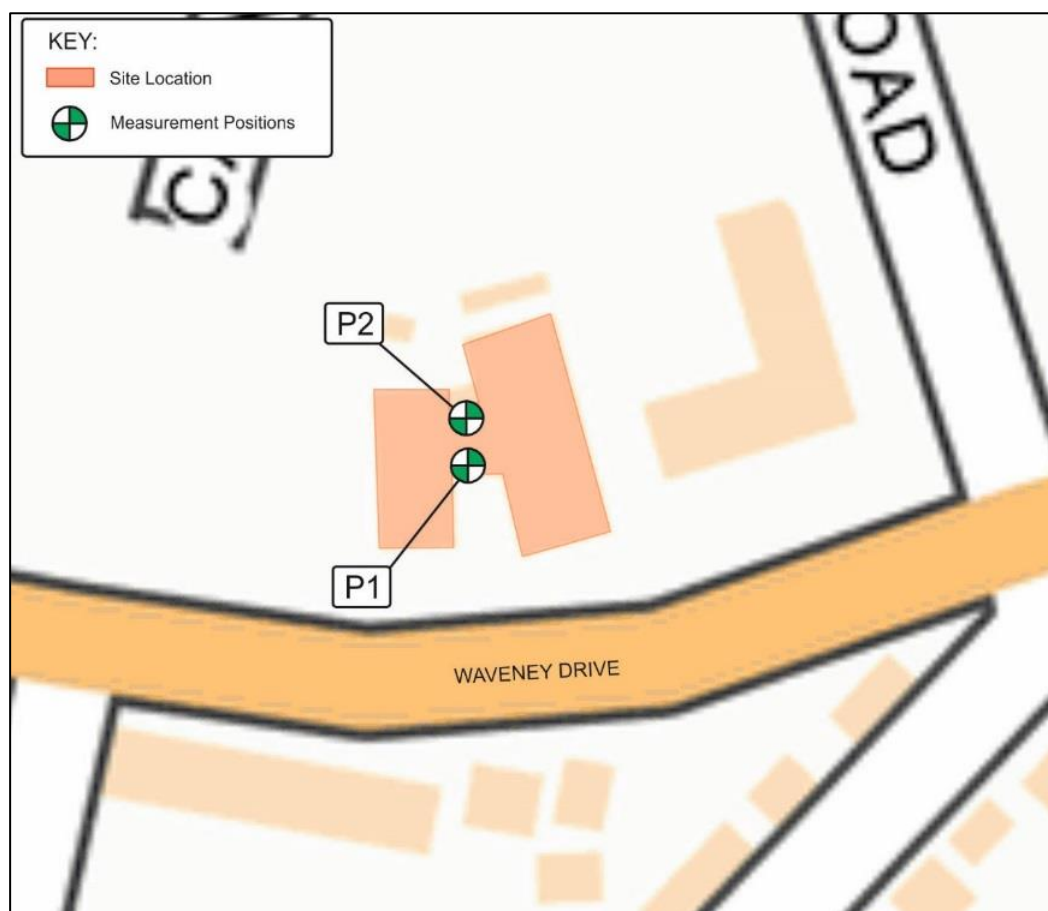 KEY:
Site Location
Measurement Positions
OAD
P2
P1
WAVENEY DRIVE